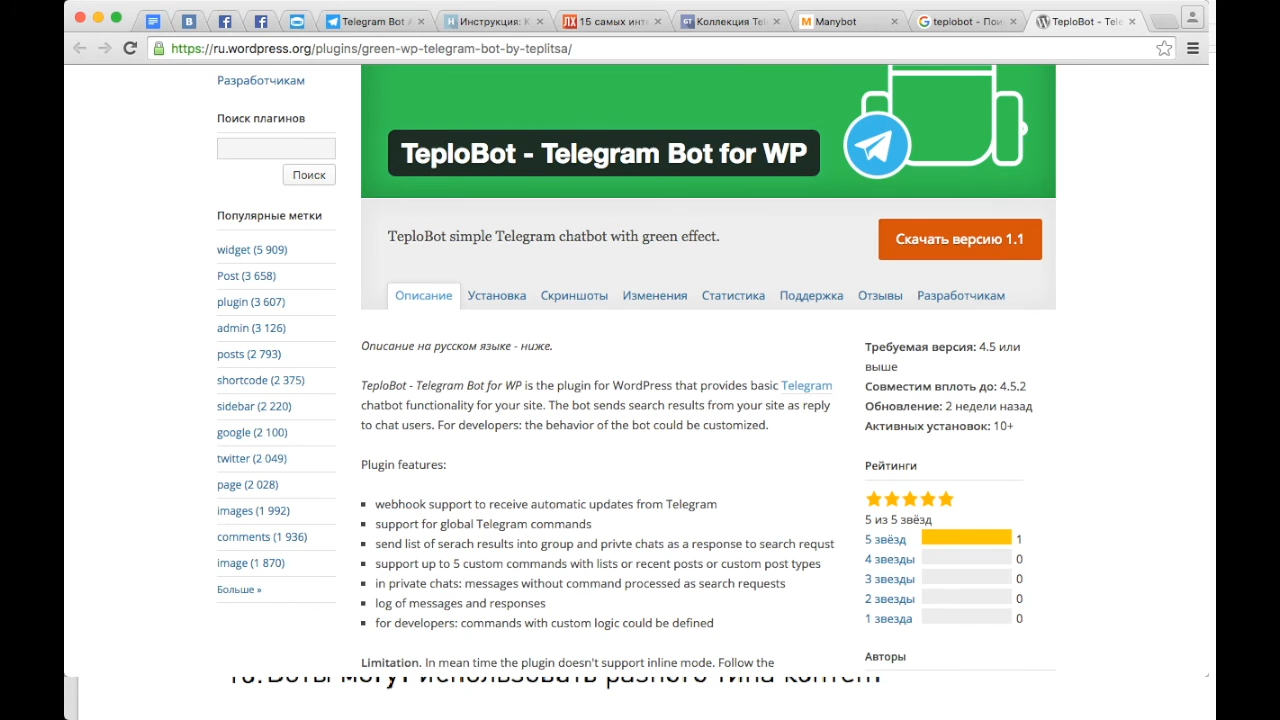 Telegram Bot A
Инструкция: К
15 самых инте
Коллекция Tele
Manybot
teplobot - Пои
TeploBot - Tele
https://ru.wordpress.org/plugins/green-wp-telegram-bot-by-teplitsa/
Разработчикам
Поиск плагинов
Поиск
Популярные метки
widget (5 909)
Post (3 658)
plugin (3 607)
admin (3 126)
posts (2 793)
shortcode (2 375)
sidebar (2 220)
google (2 100)
twitter (2 049)
page (2 028)
images (1 992)
comments (1 936)
image (1 870)
Больше »
TeploBot - Telegram Bot for WP
TeploBot simple Telegram chatbot with green effect.
Скачать версию 1.1
Описание Установка Скриншоты Изменения Статистика Поддержка Отзывы Разработчикам
Описание на русском языке - ниже.
TeploBot - Telegram Bot for WP is the plugin for WordPress that provides basic Telegram
chatbot functionality for your site. The bot sends search results from your site as reply
to chat users. For developers: the behavior of the bot could be customized.
Plugin features:
webhook support to receive automatic updates from Telegram
support for global Telegram commands
send list of serach results into group and privte chats as a response to search requst
support up to 5 custom commands with lists or recent posts or custom post types
in private chats: messages without command processed as search requests
log of messages and responses
for developers: commands with custom logic could be defined
Limitation. In mean time the plugin doesn't support inline mode. Follow the
Требуемая версия: 4.5 или
выше
Совместим вплоть до: 4.5.2
Обновление: 2 недели назад
Активных установок: 10+
Рейтинги
5 из 5 звёзд
5 звёзд 1
4 звезды 0
3 звезды 0
2 звезды 0
1 звезда 0
Авторы
Боты могут использовать разного типа контент